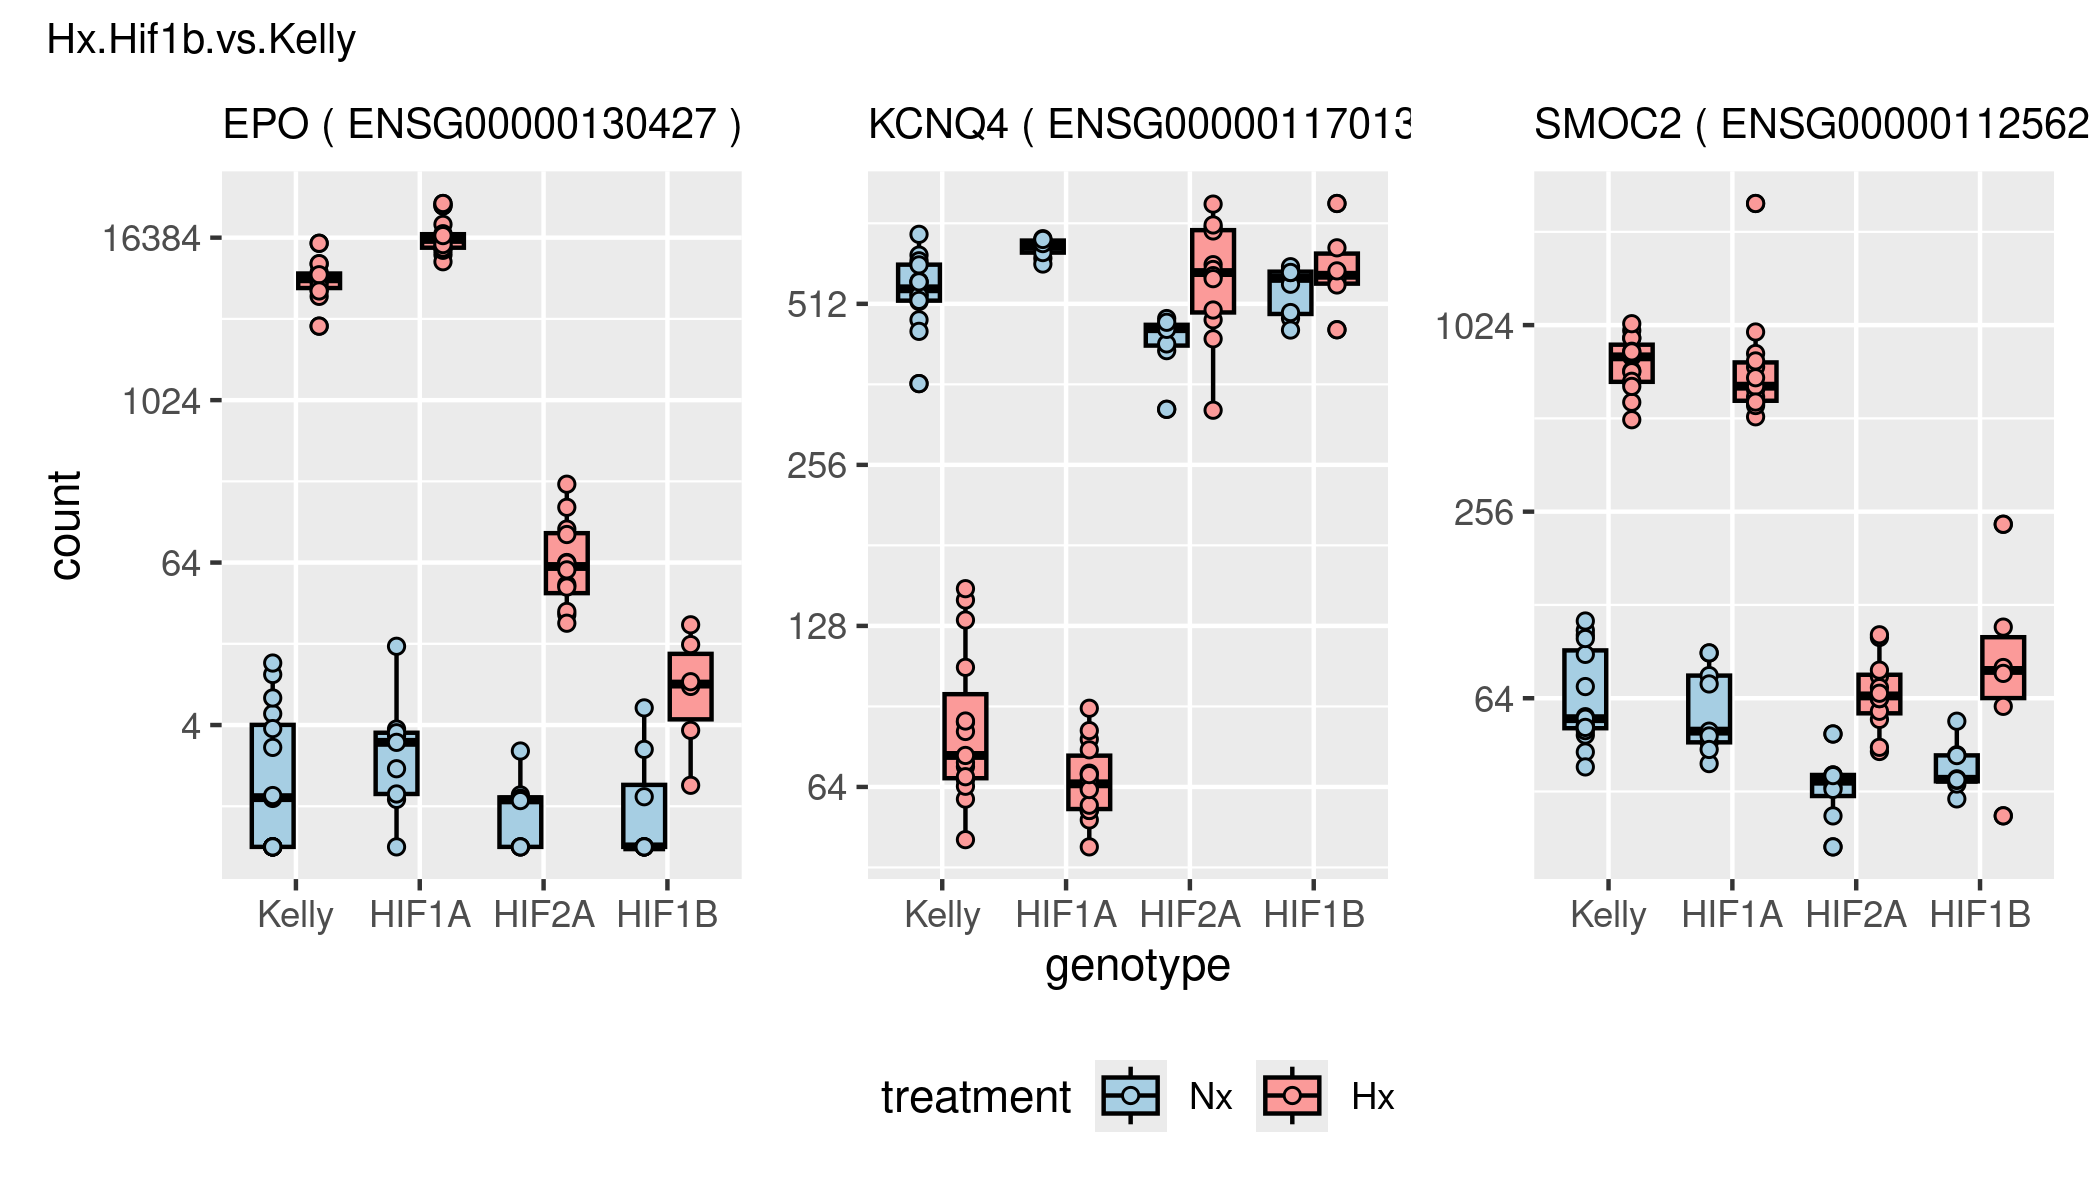 Hx.Hif1b.vs.Kelly
EPO ( ENSG00000130427 )
KCNQ4 ( ENSG00000117013
SMOC2 ( ENSG00000112562
count
16384
1024
64
4
512
256
128
64
1024
256
64
Kelly HIF1A HIF2A HIF1B
Kelly HIF1A HIF2A HIF1B
Kelly HIF1A HIF2A HIF1B
genotype
treatment Nx Hx